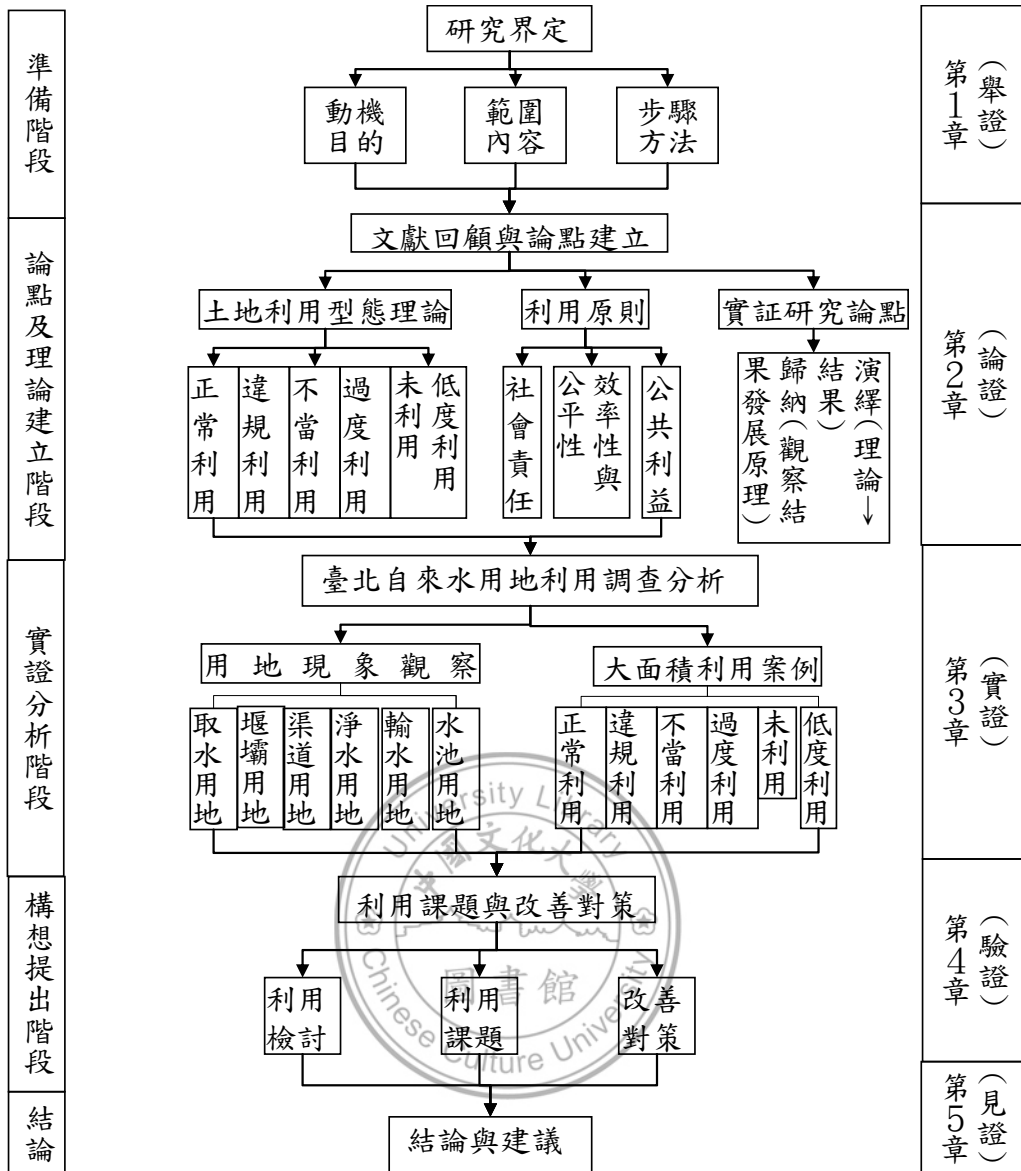 準備階段
研究界定
動機
目的
範圍
內容
步驟
方法
(舉證)
第1章
論點及理論建立階段
文獻回顧與論點建立
土地利用型態理論
利用原則
實証研究論點
正常利用
違規利用
不當利用
過度利用
低度利用
未利用
社會責任
效率性與
公平性
公共利益
演繹(理論→
結果)
歸納(觀察結
果發展原理)
(論證)
第2章
實證分析階段
臺北自來水用地利用調查分析
用地現象觀察
大面積利用案例
取水用地
堰壩用地
渠道用地
淨水用地
輸水用地
水池用地
正常利用
違規利用
不當利用
過度利用
未利用
低度利用
(實證)
第3章
構想提出階段
利用課題與改善對策
利用
檢討
利用
課題
改善
對策
(驗證)
第4章
結論
結論與建議
(見證)
第5章
University Library
中國文化大學
圖書館
Chinese Culture University